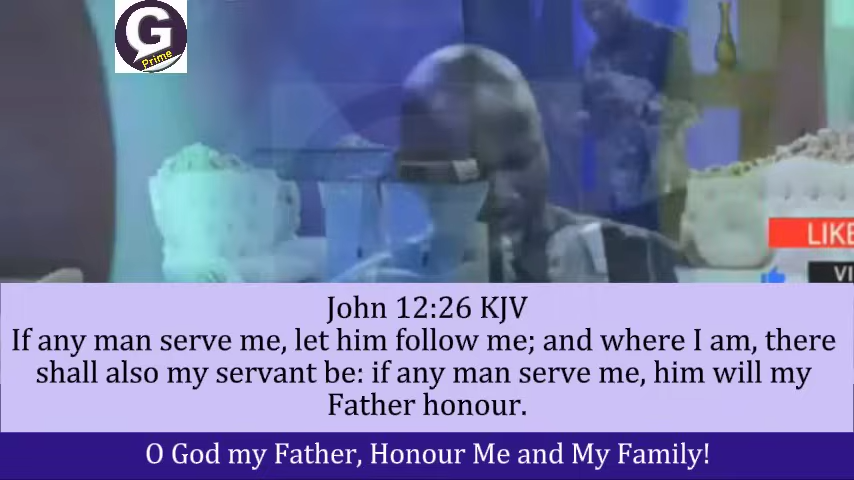 G
Prime
LIKE
VI
John 12:26 KJV
If any man serve me, let him follow me; and where I am, there
shall also my servant be: if any man serve me, him will my
Father honour.
O God my Father, Honour Me and My Family!